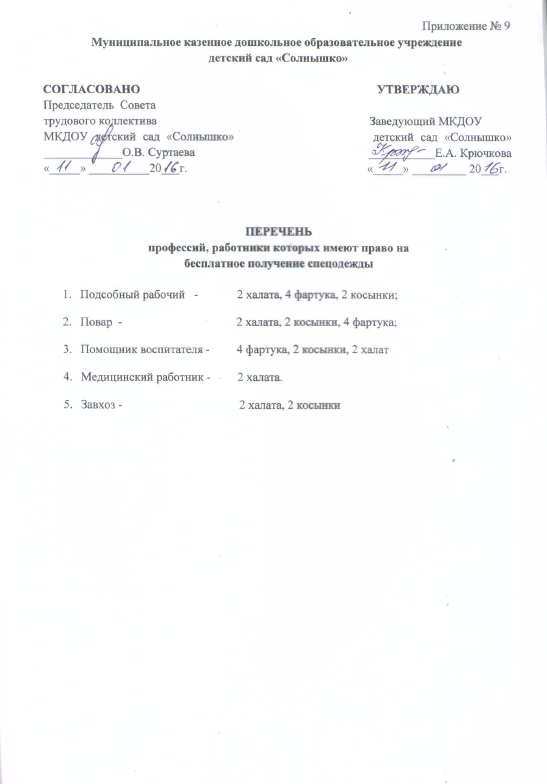 Приложение № 9
Муниципальное казенное дошкольное образовательное учреждение
детский сад «Солнышко»
СОГЛАСОВАНО УТВЕРЖДАЮ
Председатель Совета
трудового коллектива Заведующий МКДОУ
МКДОУ детский сад «Солнышко» детский сад «Солнышко»
_____________О.В. Суртаева ___________Е.А. Крючкова
« 11 » 01 2016 г. « 11 » 01 2016 г.
ПЕРЕЧЕНЬ
профессий, работники которых имеют право на
бесплатное получение спецодежды
1. Подсобный рабочий - 2 халата, 4 фартука, 2 косынки;
2. Повар - 2 халата, 2 косынки, 4 фартука;
3. Помощник воспитателя - 4 фартука, 2 косынки, 2 халат
4. Медицинский работник - 2 халата.
5. Завхоз - 2 халата, 2 косынки